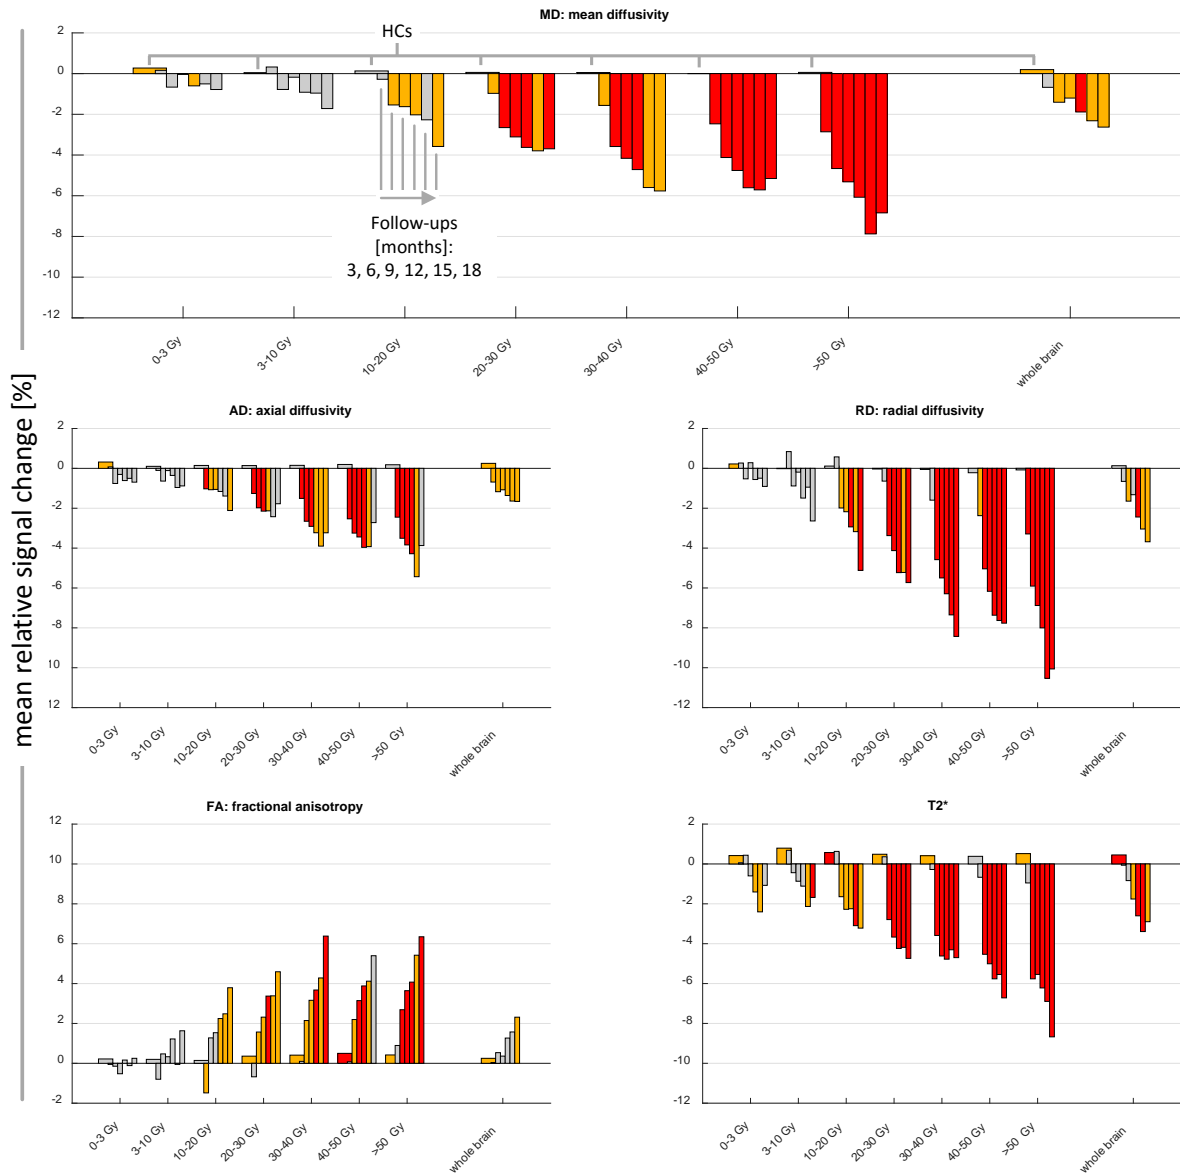 MD: mean diffusivity
HCs
2
0
-2
-4
-6
-8
-10
-12
Follow-ups
[months]:
3, 6, 9, 12, 15, 18
0-3 Gy
3-10 Gy
10-20 Gy
20-30 Gy
30-40 Gy
40-50 Gy
>50 Gy
whole brain
mean relative signal change [%]
AD: axial diffusivity
2
0
-2
-4
-6
-8
10
12
0-3 Gy
3-10 Gy
10-20 Gy
20-30 Gy
30-40 Gy
40-50 Gy
>50 Gy
whole brain
RD: radial diffusivity
2
0
-2
-4
-6
-8
-10
-12
0-3 Gy
3-10 Gy
10-20 Gy
20-30 Gy
30-40 Gy
40-50 Gy
>50 Gy
whole brain
FA: fractional anisotropy
12
10
8
6
4
2
0
-2
0-3 Gy
3-10 Gy
10-20 Gy
20-30 Gy
30-40 Gy
40-50 Gy
>50 Gy
whole brain
T2*
2
0
-2
-4
-6
-8
-10
-12
0-3 Gy
3-10 Gy
10-20 Gy
20-30 Gy
30-40 Gy
40-50 Gy
>50 Gy
whole brain